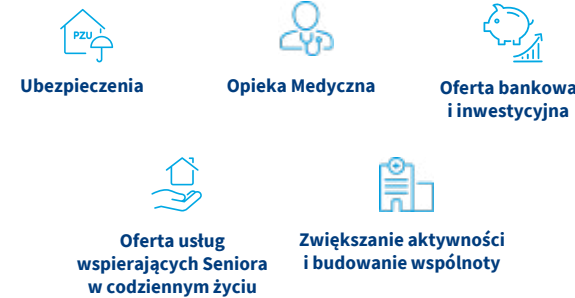 PZU
Ubezpieczenia
Opieka Medyczna
Oferta bankowa
i inwestycyjna
Oferta usług
wspierających Seniora
w codziennym życiu
Zwiększanie aktywności
i budowanie wspólnoty